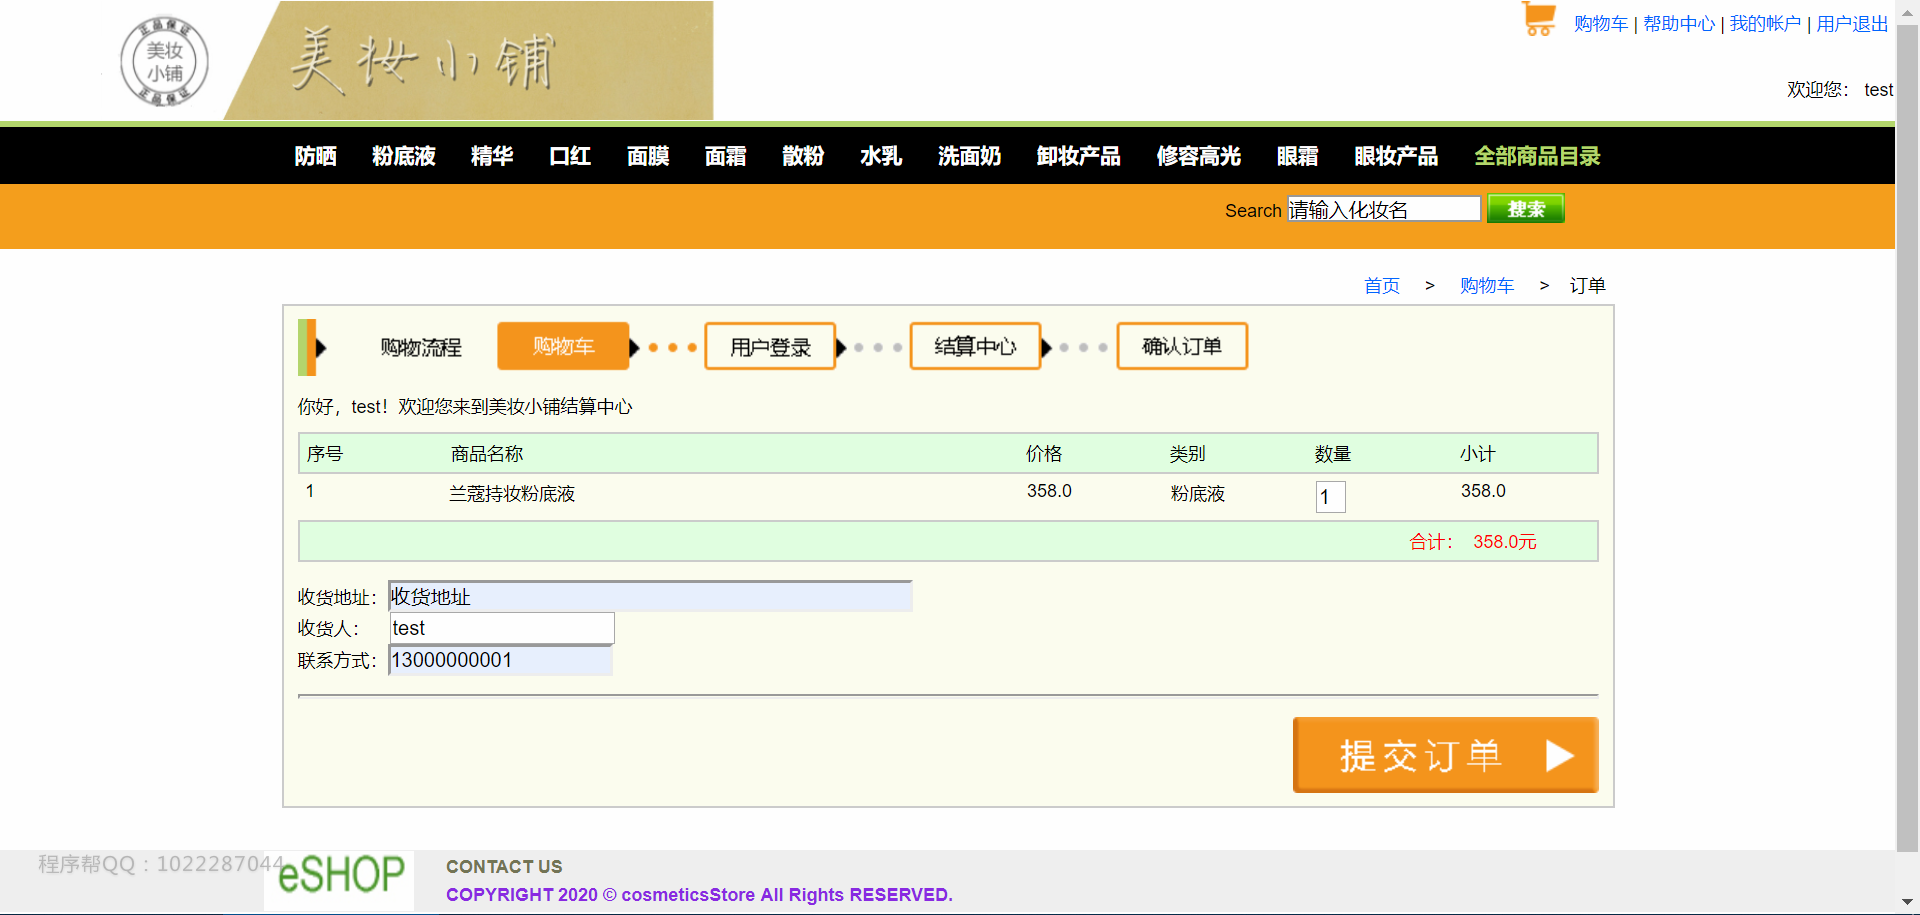 正品保证
美妆
小铺
正品保证
美妆小铺
购物车 | 帮助中心 | 我的帐户 | 用户退出
欢迎您： test
防晒 粉底液 精华 口红 面膜 面霜 散粉 水乳 洗面奶 卸妆产品 修容高光 眼霜 眼妆产品 全部商品目录
Search 请输入化妆名 搜索
首页 > 购物车 > 订单
购物流程 购物车 用户登录 结算中心 确认订单
你好，test！欢迎您来到美妆小铺结算中心
序号 商品名称 价格 类别 数量 小计
1 兰蔻持妆粉底液 358.0 粉底液 1 358.0
合计： 358.0元
收货地址： 收货地址
收货人： test
联系方式： 13000000001
提交订单
程序帮QQ：1022287044
eSHOP
CONTACT US
COPYRIGHT 2020 © cosmeticsStore All Rights RESERVED.